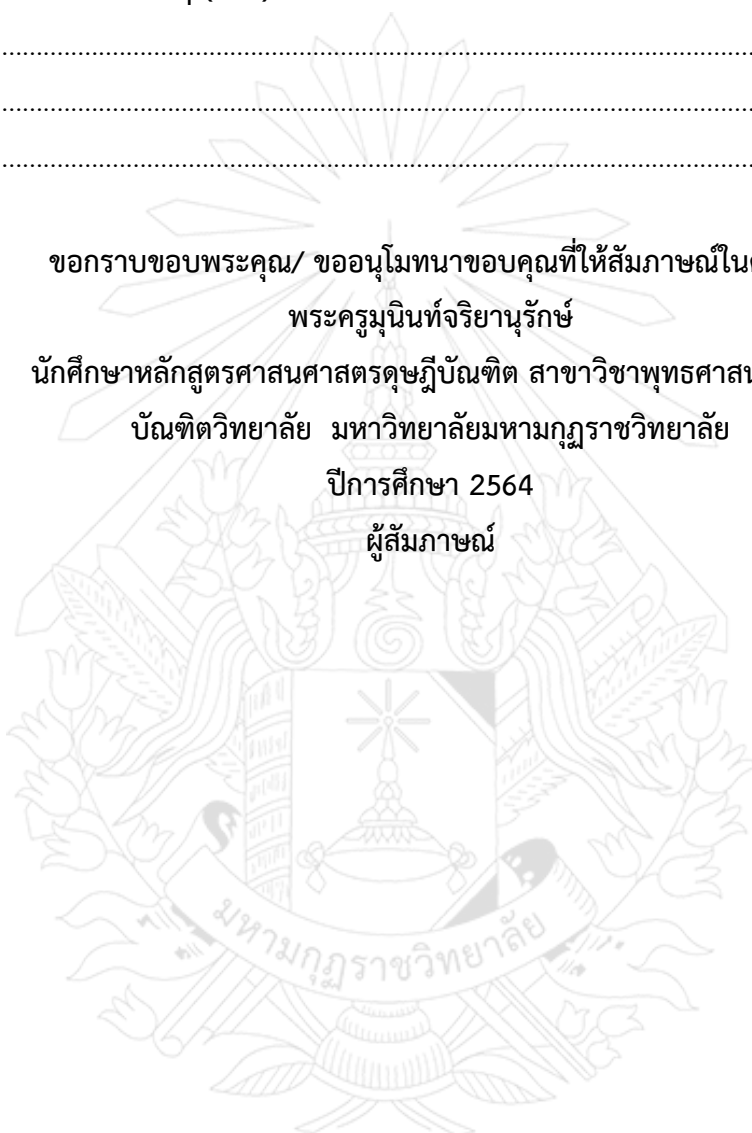 ............................................................
............................................................
............................................................
ขอกราบขอบพระคุณ/ ขออนุโมทนาขอบคุณที่ให้สัมภาษณ์ใน
พระครูมุนินท์จริยานุรักษ์
นักศึกษาหลักสูตรศาสนศาสตรดุษฎีบัณฑิต สาขาวิชาพุทธศาสน
บัณฑิตวิทยาลัย มหาวิทยาลัยมหามกุฏราชวิทยาลัย
ปีการศึกษา 2564
ผู้สัมภาษณ์
มหามกุฏราชวิทยาลัย